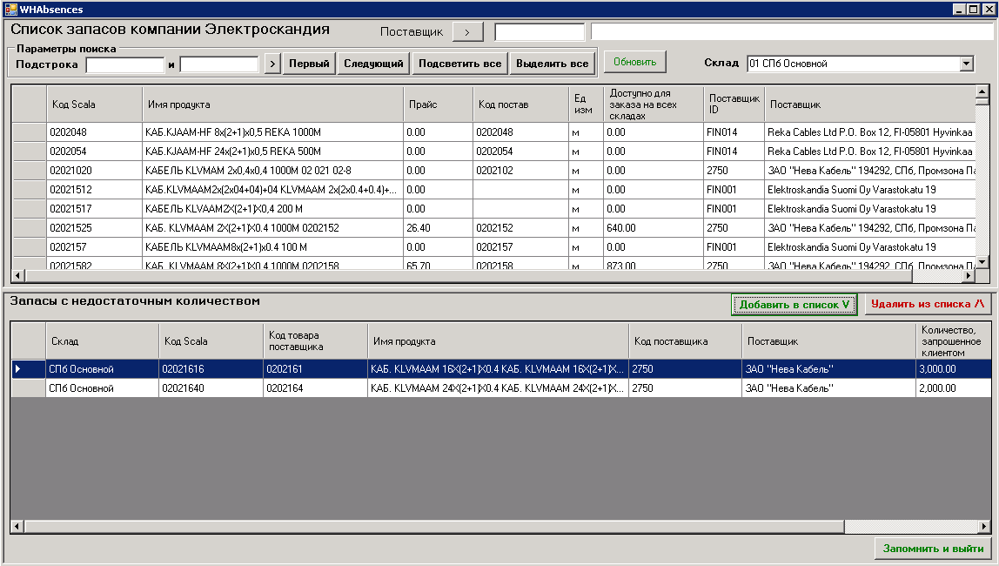 WHAbsences
Список запасов компании Электроскандия
Поставщик >
Параметры поиска
Подстрока и > Первый Следующий Подсветить все Выделить все Обновить Склад 01 СПб Основной
Код Scala Имя продукта Прайс Код постав Ед изм Доступно для заказа на всех складах Поставщик ID Поставщик
0202048 КАБ.KJAAM-HF 8x(2+1)x0,5 REKA 1000M 0.00 0202048 м 0.00 FIN014 Reka Cables Ltd P.O. Box 12, FI-05801 Hyvinkaa
0202054 КАБ.KJAAM-HF 24x(2+1)x0,5 REKA 500M 0.00 0202054 м 0.00 FIN014 Reka Cables Ltd P.O. Box 12, FI-05801 Hyvinkaa
02021020 КАБЕЛЬ KLVMAM 2x0,4x0,4 1000M 02 021 02-8 0.00 0202102 м 0.00 2750 ЗАО "Нева Кабель" 194292, СПб, Промзона Па
02021512 КАБ.KLVMAAM2x(2x04+04)+04 KLVMAAM 2x(2x0.4+0.4)+... 0.00 м 0.00 FIN001 Elektroskandia Suomi Oy Varastokatu 19
02021517 КАБЕЛЬ KLVAAM2X(2+1)X0,4 200 М 0.00 м 0.00 FIN001 Elektroskandia Suomi Oy Varastokatu 19
02021525 КАБ. KLVMAAM 2X(2+1)X0.4 1000M 0202152 26.40 0202152 м 640.00 2750 ЗАО "Нева Кабель" 194292, СПб, Промзона Па
0202157 КАБЕЛЬ KLVMAAM8x(2+1)x0.4 100 М 0.00 0202157 м 0.00 FIN001 Elektroskandia Suomi Oy Varastokatu 19
02021582 КАБ. KLVMAAM 8X(2+1)X0.4 1000M 0202158 65.70 0202158 м 873.00 2750 ЗАО "Нева Кабель" 194292, СПб, Промзона Па
Запасы с недостаточным количеством Добавить в список V Удалить из списка /\
Склад Код Scala Код товара поставщика Имя продукта Код поставщика Поставщик Количество, запрошенное клиентом
СПб Основной 02021616 0202161 КАБ. KLVMAAM 16X(2+1)X0.4 КАБ. KLVMAAM 16X(2+1)X... 2750 ЗАО "Нева Кабель" 3,000.00
СПб Основной 02021640 0202164 КАБ. KLVMAAM 24X(2+1)X0.4 КАБ. KLVMAAM 24X(2+1)X... 2750 ЗАО "Нева Кабель" 2,000.00
Запомнить и выйти